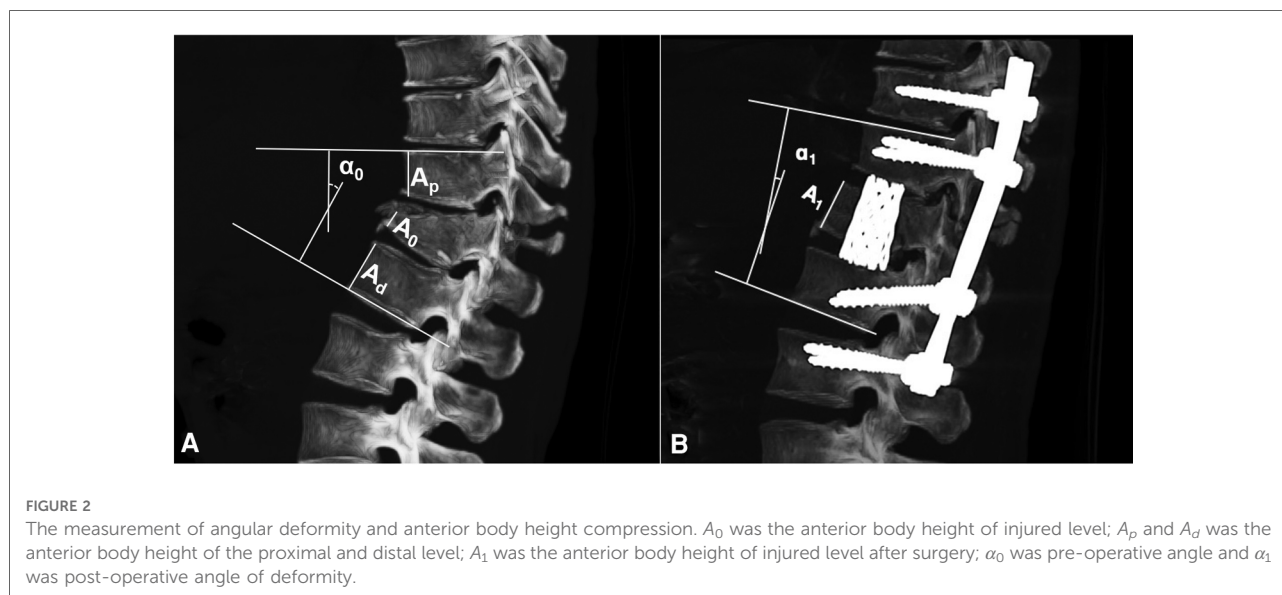 α₀
Aₚ
A₀
A_d
A
α₁
A₁
B
FIGURE 2
The measurement of angular deformity and anterior body height compression. A₀ was the anterior body height of injured level; Aₚ and A_d was the
anterior body height of the proximal and distal level; A₁ was the anterior body height of injured level after surgery; α₀ was pre-operative angle and α₁
was post-operative angle of deformity.